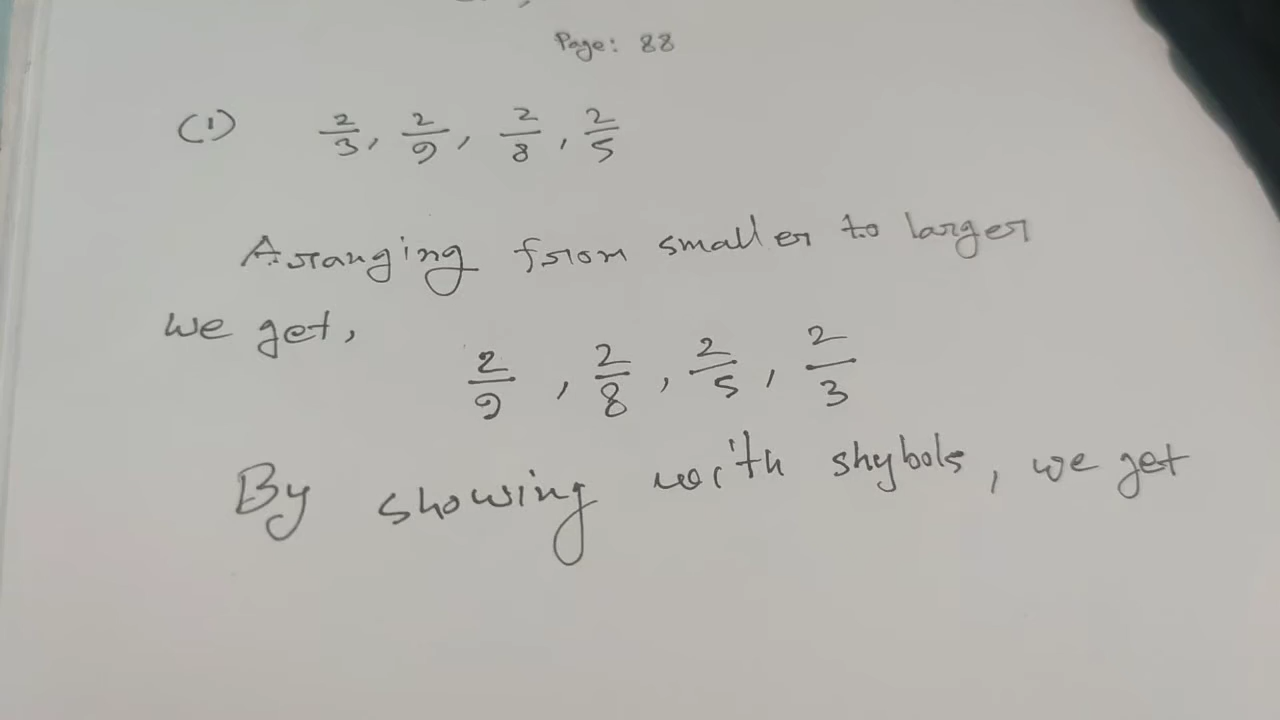 Page: 88
(1) 2/3, 2/9, 2/8, 2/5
Arranging from smaller to larger
we get,
2/9, 2/8, 2/5, 2/3
By showing with shybols, we get